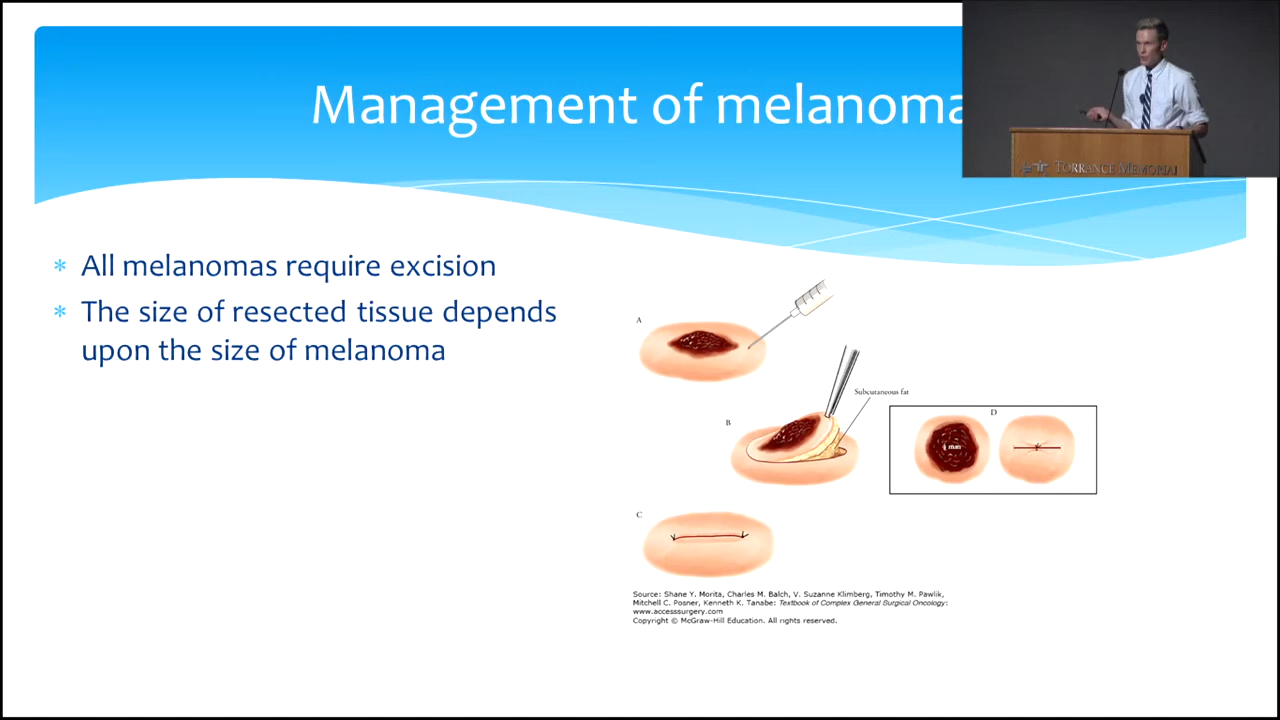 Management of melanoma
TORRANCE MEMORIAL
* All melanomas require excision
* The size of resected tissue depends
upon the size of melanoma
A
B
Subcutaneous fat
D
mm
C
Source: Shane Y. Morita, Charles M. Balch, V. Suzanne Klimberg, Timothy M. Pawlik,
Mitchell C. Posner, Kenneth K. Tanabe: Textbook of Complex General Surgical Oncology:
www.accesssurgery.com
Copyright © McGraw-Hill Education. All rights reserved.